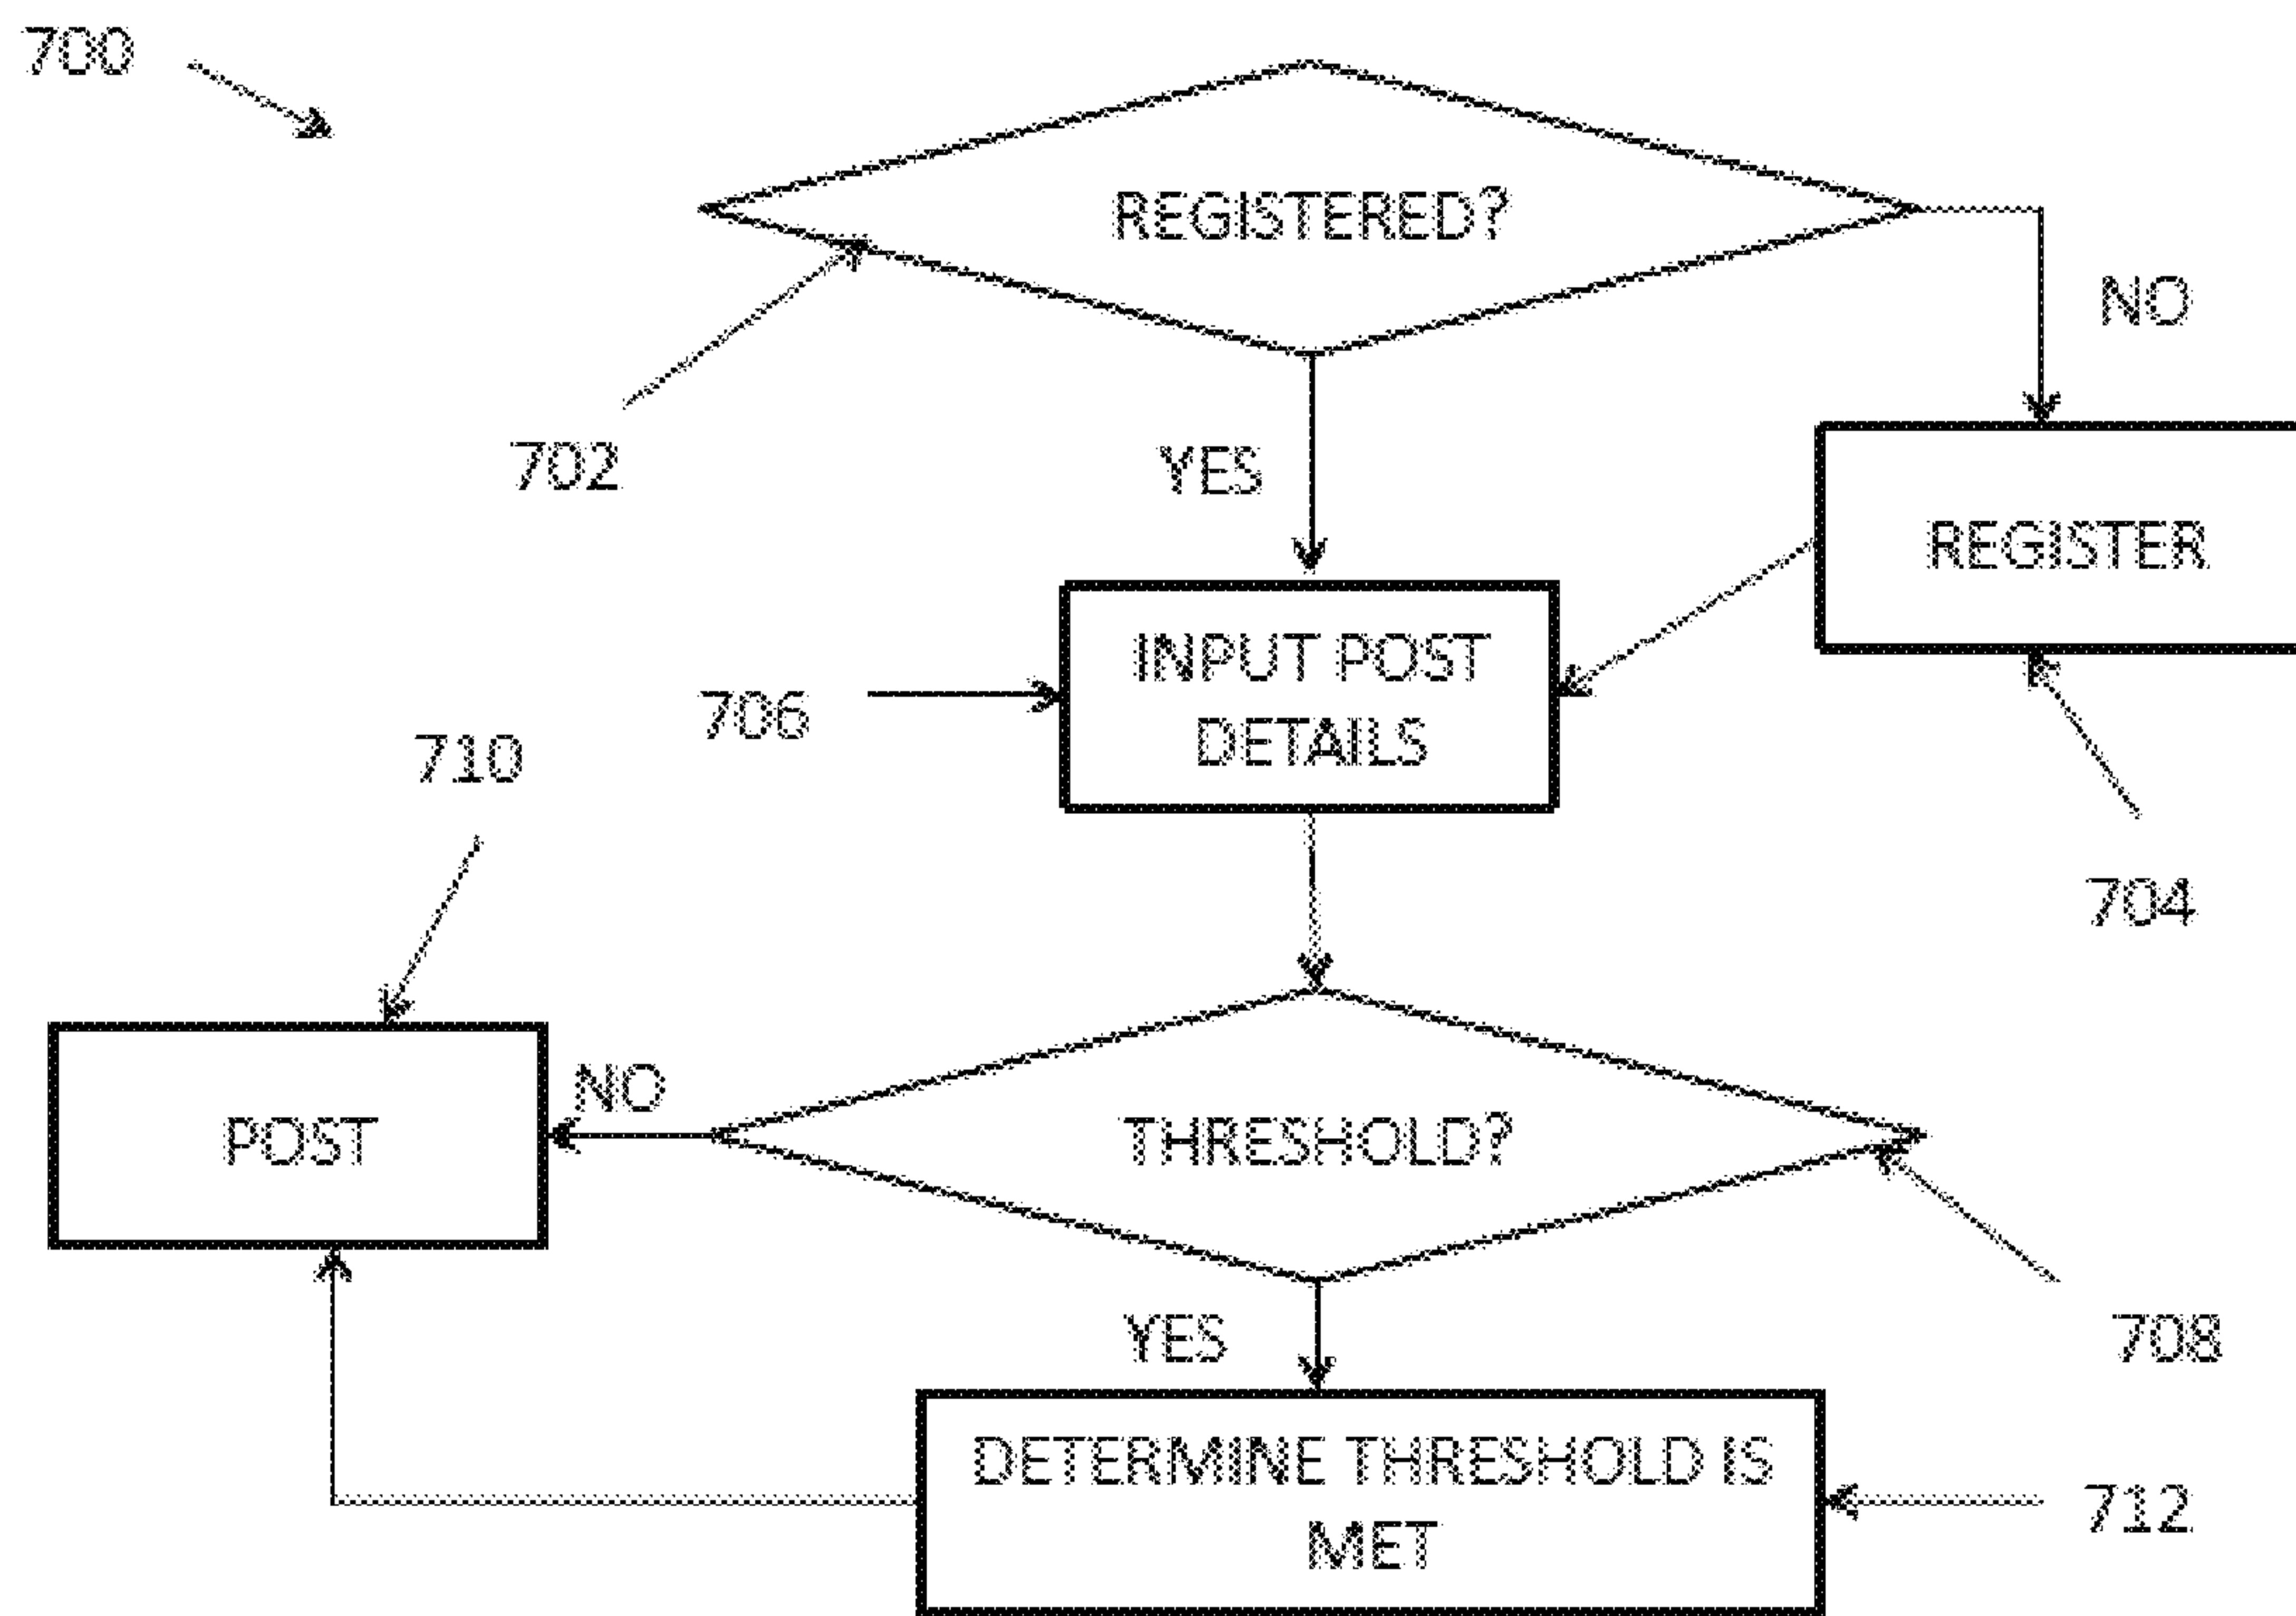 700
REGISTERED?
NO
702
YES
REGISTER
INPUT POST
DETAILS
706
710
704
POST
NO
THRESHOLD?
YES
708
DETERMINE THRESHOLD IS
MET
712